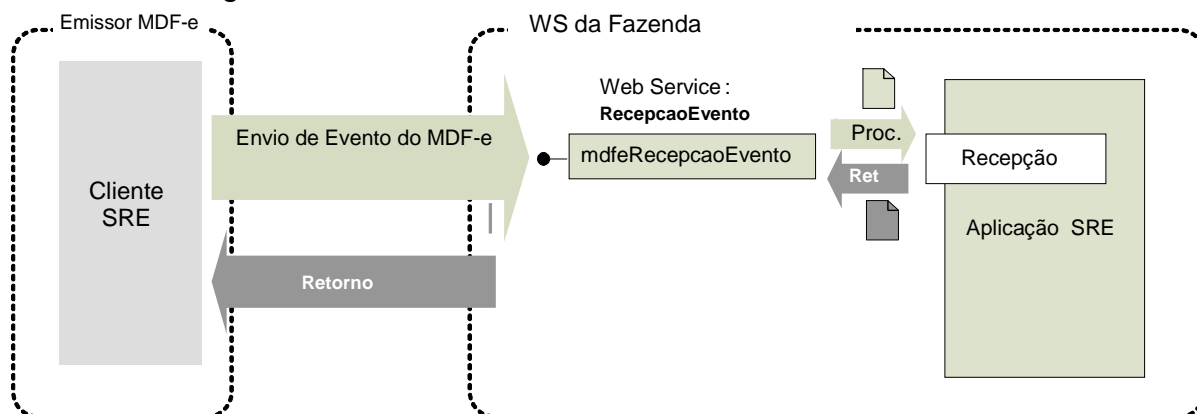 Emissor MDF-e
WS da Fazenda
Web Service :
RecepcaoEvento
Envio de Evento do MDF-e
mdfeRecepcaoEvento
Proc.
Ret
Recepção
Cliente
SRE
Aplicação SRE
Retorno